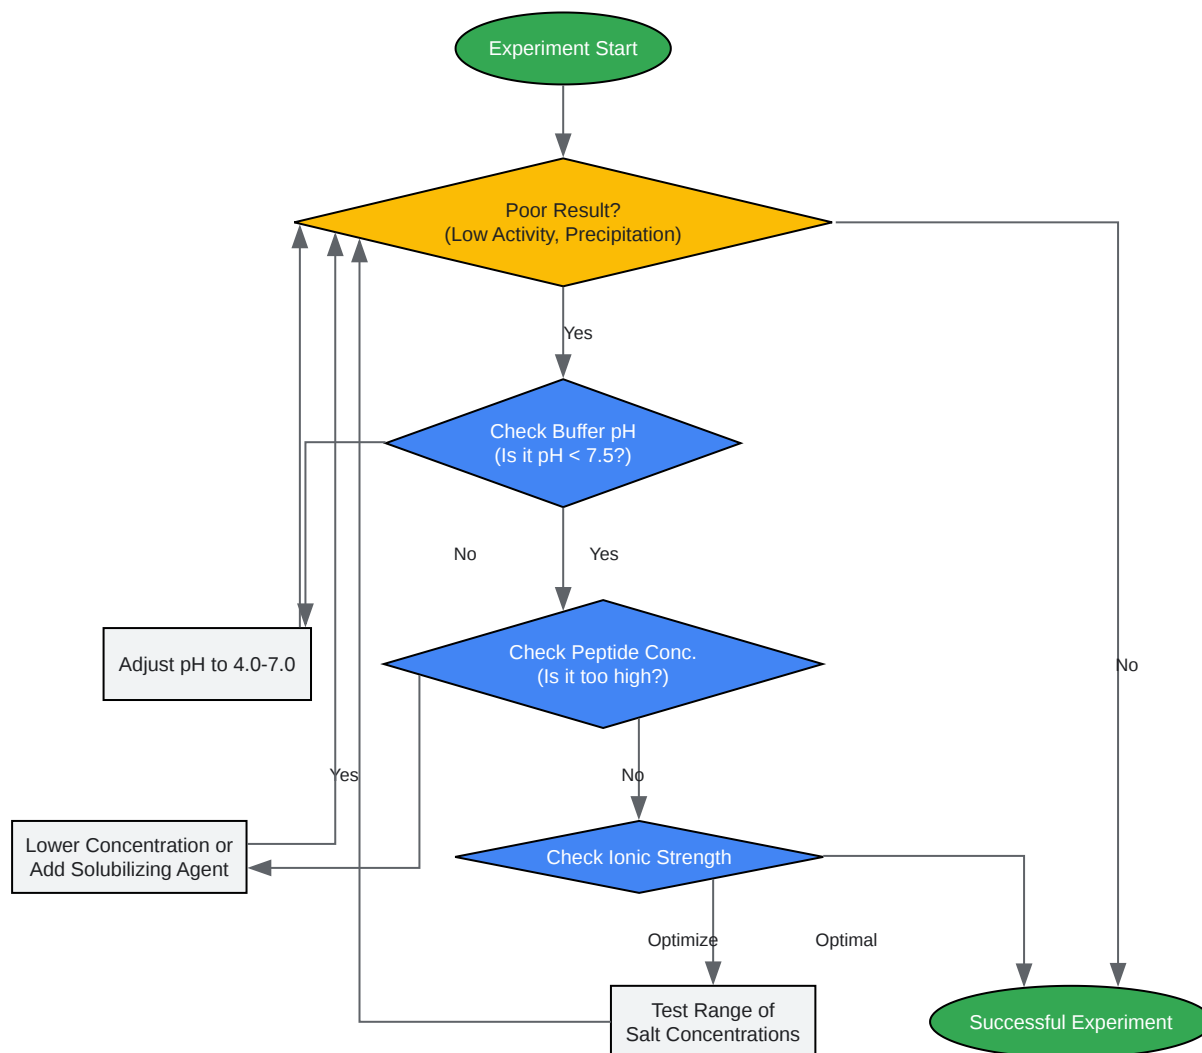 Experiment Start
Poor Result?
(Low Activity, Precipitation)
Yes
Check Buffer pH
(Is it pH < 7.5?)
No
Yes
Adjust pH to 4.0-7.0
Check Peptide Conc.
(Is it too high?)
No
Yes
No
Lower Concentration or
Add Solubilizing Agent
Check Ionic Strength
Optimize
Optimal
Test Range of
Salt Concentrations
Successful Experiment